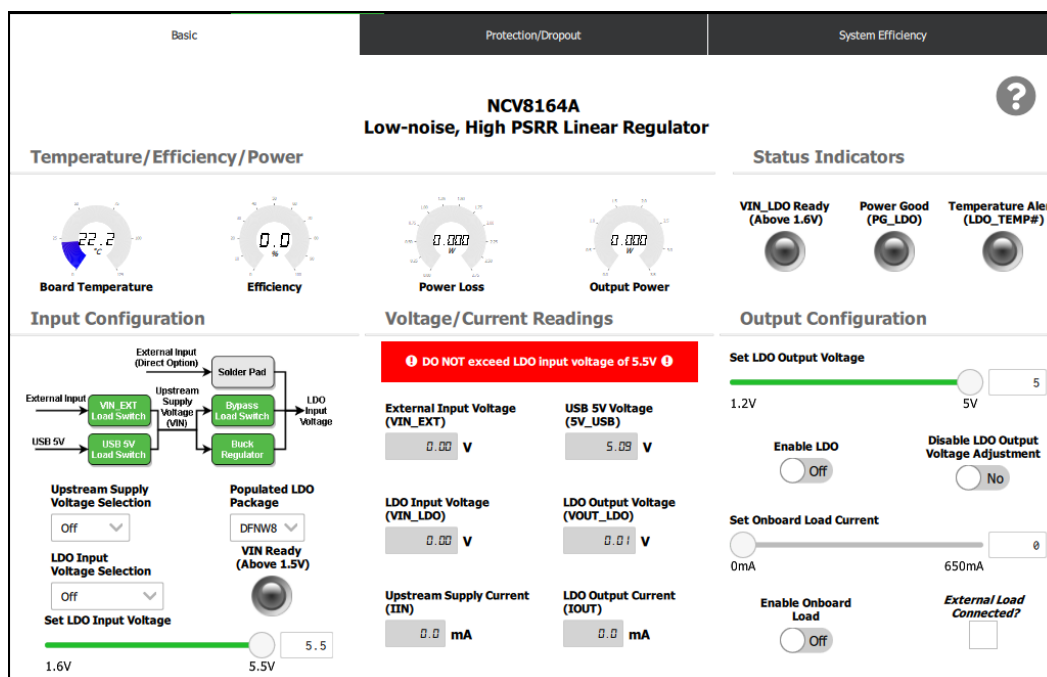 Basic
Protection/Dropout
System Efficiency
NCV8164A
Low-noise, High PSRR Linear Regulator
Temperature/Efficiency/Power
Status Indicators
22.2
°C
Board Temperature
0.0
%
Efficiency
0.000
W
Power Loss
0.000
W
Output Power
VIN_LDO Ready
(Above 1.6V)
Power Good
(PG_LDO)
Temperature Aler
(LDO_TEMP#)
Input Configuration
External Input
(Direct Option)
Solder Pad
External Input
VIN_EXT
Load Switch
Upstream
Supply
Voltage
(VIN)
Bypass
Load Switch
LDO
Input
Voltage
USB 5V
USB 5V
Load Switch
Buck
Regulator
Upstream Supply
Voltage Selection
Off
Populated LDO
Package
DFNW8
LDO Input
Voltage Selection
Off
VIN Ready
(Above 1.5V)
Set LDO Input Voltage
5.5
1.6V
5.5V
Voltage/Current Readings
DO NOT exceed LDO input voltage of 5.5V
External Input Voltage
(VIN_EXT)
0.00 V
USB 5V Voltage
(5V_USB)
5.09 V
LDO Input Voltage
(VIN_LDO)
0.00 V
LDO Output Voltage
(VOUT_LDO)
0.01 V
Upstream Supply Current
(IIN)
0.0 mA
LDO Output Current
(IOUT)
0.0 mA
Output Configuration
Set LDO Output Voltage
5
1.2V
5V
Enable LDO
Off
Disable LDO Output
Voltage Adjustment
No
Set Onboard Load Current
0
0mA
650mA
Enable Onboard
Load
Off
External Load
Connected?